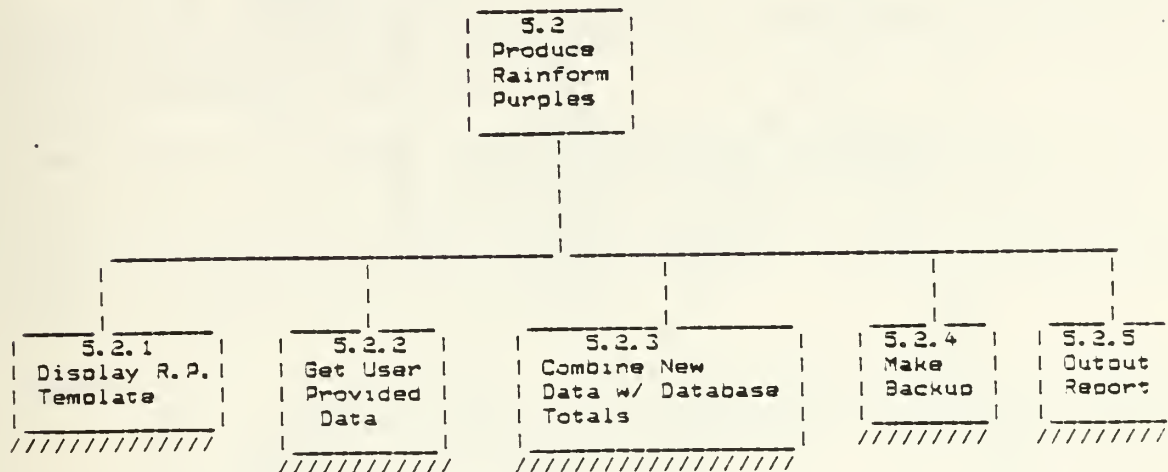 5.2
Produce
Rainform
Purples
5.2.1
Display R.P.
Template
5.2.2
Get User
Provided
Data
5.2.3
Combine New
Data w/ Database
Totals
5.2.4
Make
Backup
5.2.5
Output
Report